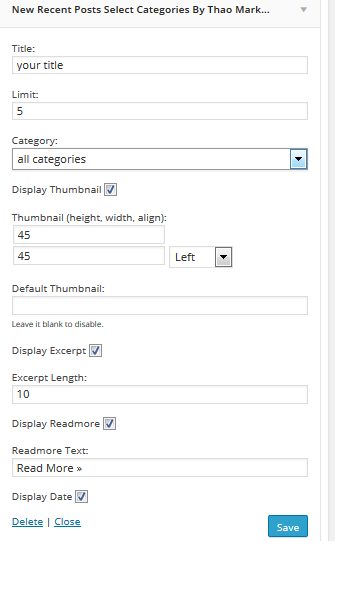 New Recent Posts Select Categories By Thao Mark...
Title:
your title
Limit:
5
Category:
all categories
Display Thumbnail
Thumbnail (height, width, align):
45
45 Left
Default Thumbnail:
Leave it blank to disable.
Display Excerpt
Excerpt Length:
10
Display Readmore
Readmore Text:
Read More »
Display Date
Delete | Close Save